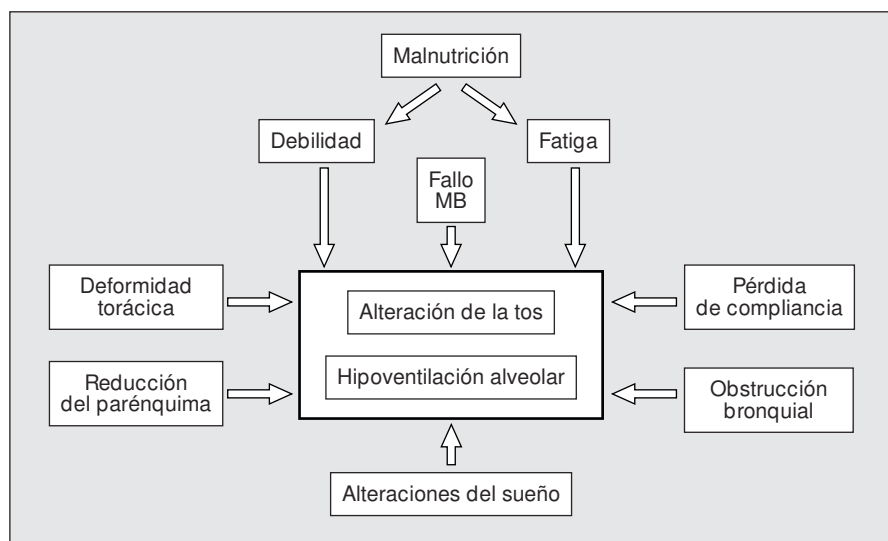 Malnutrición
Debilidad
Fatiga
Fallo
MB
Deformidad
torácica
Pérdida
de compliancia
Alteración de la tos
Reducción
del parénquima
Hipoventilación alveolar
Obstrucción
bronquial
Alteraciones del sueño